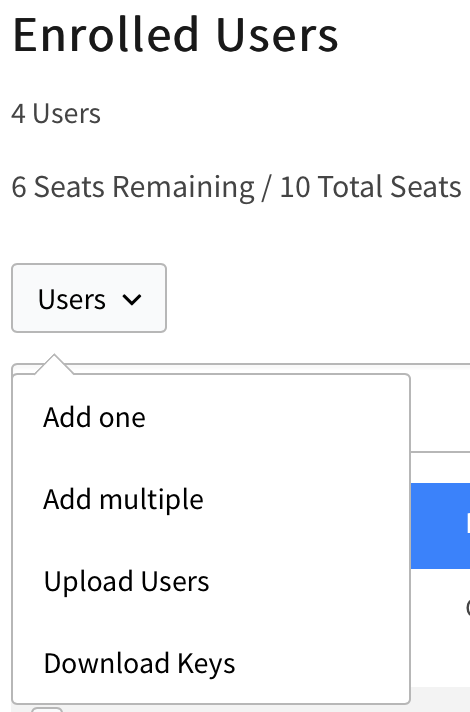 Enrolled Users
4 Users
6 Seats Remaining / 10 Total Seats
Users
Add one
Add multiple
Upload Users
Download Keys